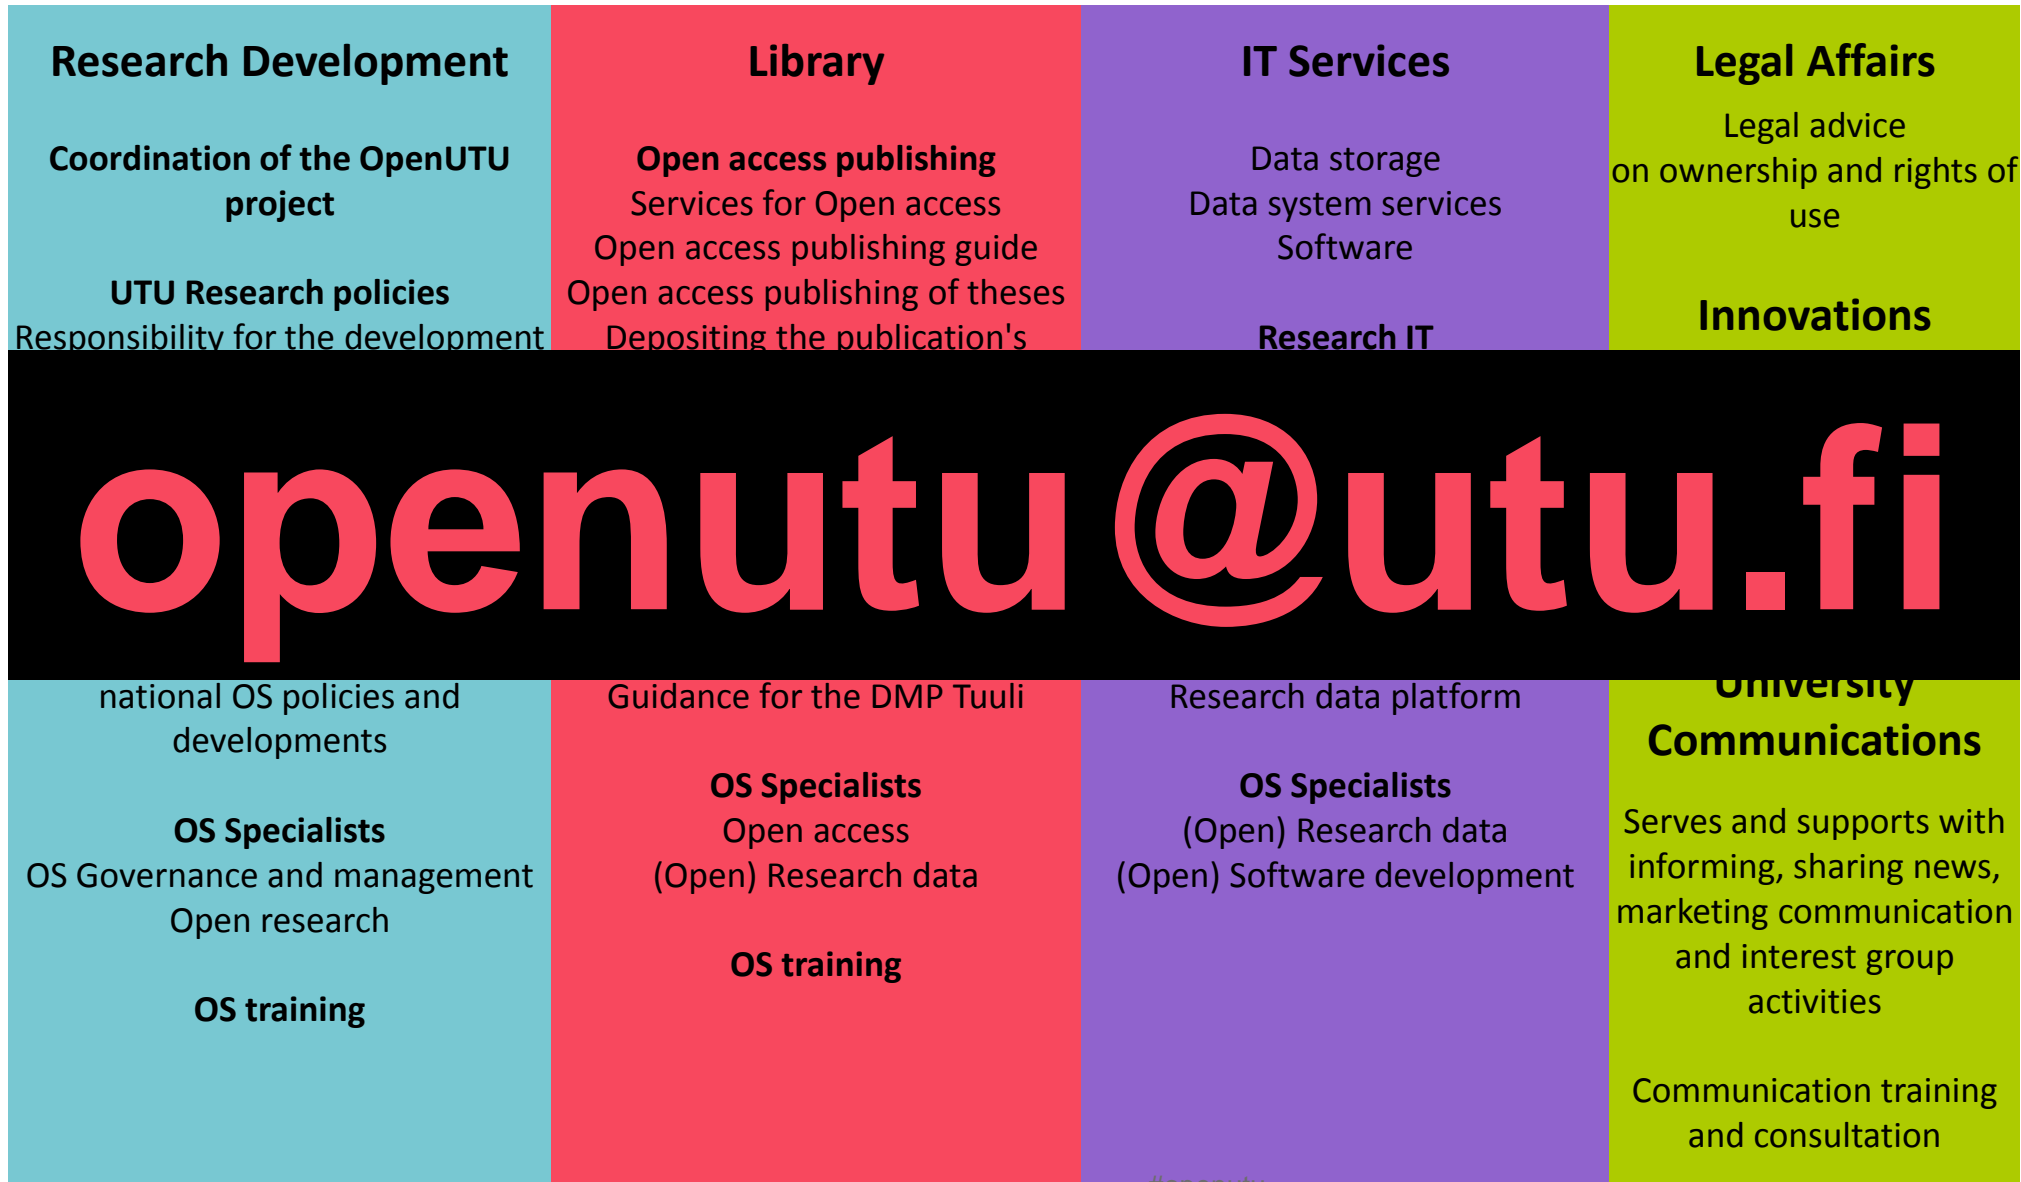 Research Development
Coordination of the OpenUTU
project
UTU Research policies
Responsibility for the development
Library
Open access publishing
Services for Open access
Open access publishing guide
Open access publishing of theses
Depositing the publication's
IT Services
Data storage
Data system services
Software
Research IT
Legal Affairs
Legal advice
on ownership and rights of
use
Innovations
openutu@utu.fi
national OS policies and
developments
OS Specialists
OS Governance and management
Open research
OS training
Guidance for the DMP Tuuli
OS Specialists
Open access
(Open) Research data
OS training
Research data platform
OS Specialists
(Open) Research data
(Open) Software development
University
Communications
Serves and supports with
informing, sharing news,
marketing communication
and interest group
activities
Communication training
and consultation
#openutu